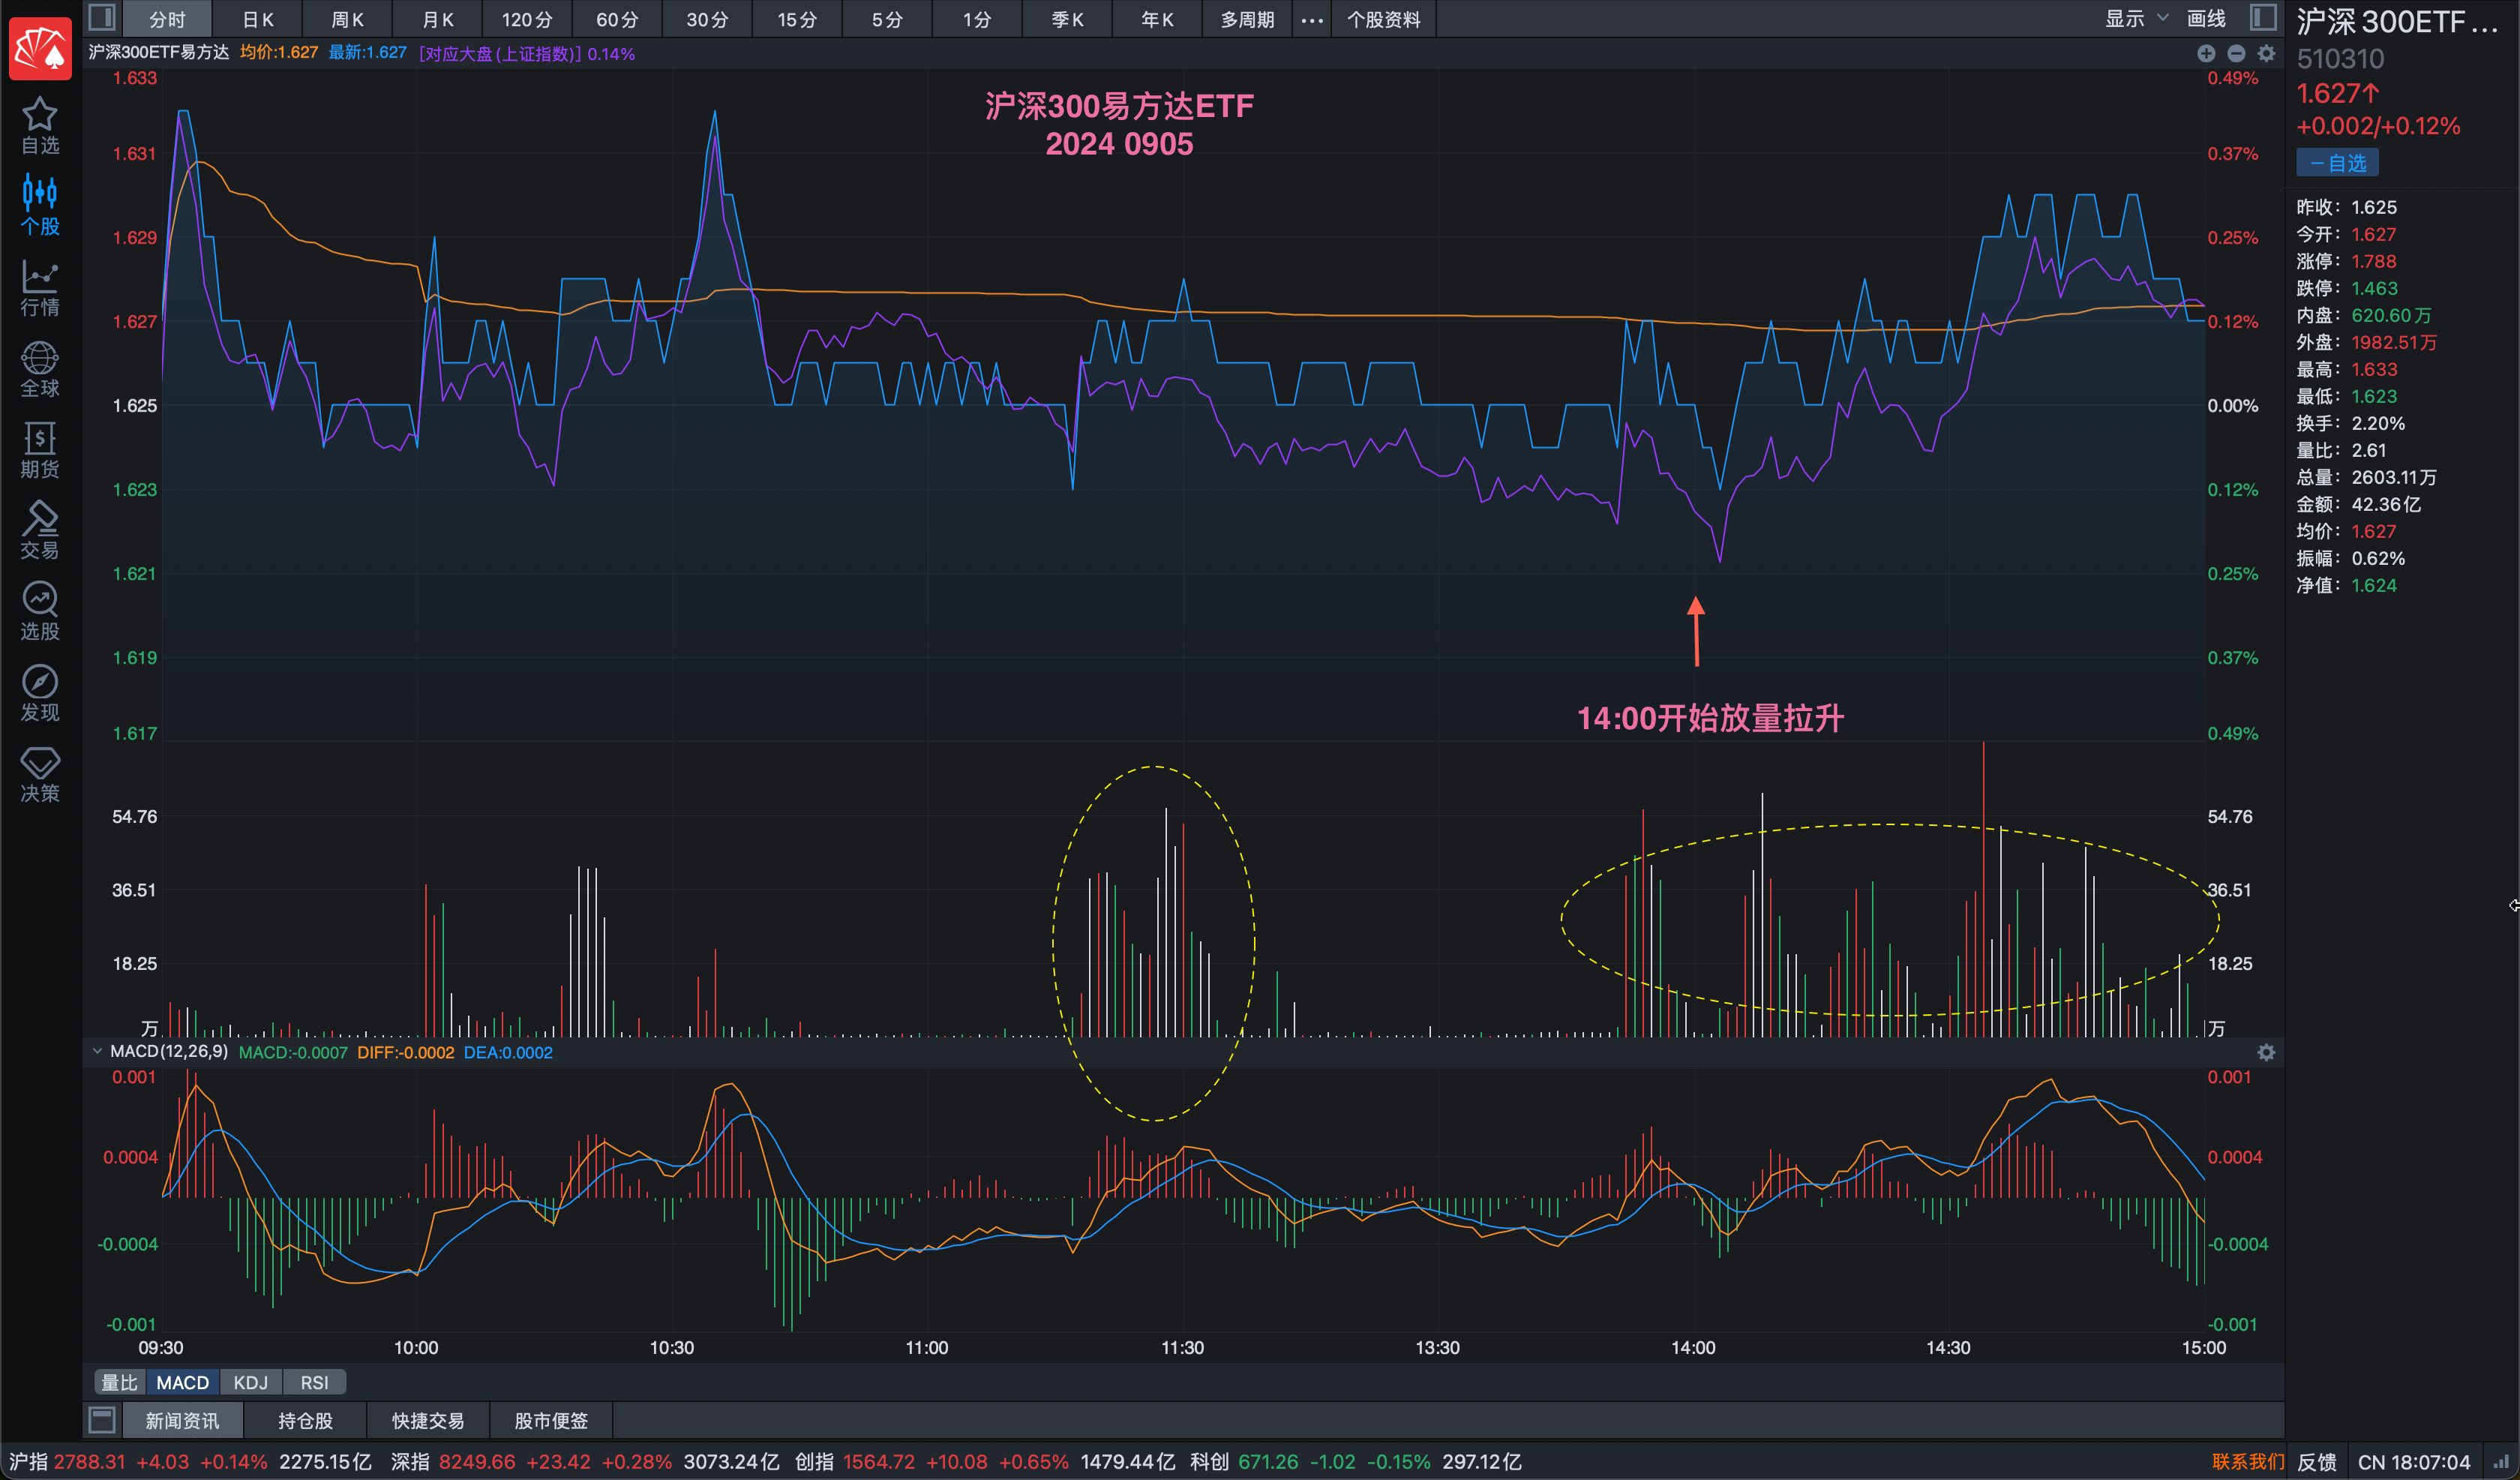 分时 日K 周K 月K 120分 60分 30分 15分 5分 1分 季K 年K 多周期 ··· 个股资料 显示 画线
沪深300ETF易方达 均价:1.627 最新:1.627 [对应大盘(上证指数)] 0.14%
自选
个股
行情
全球
期货
交易
选股
发现
决策
沪深300易方达ETF
2024 0905
14:00开始放量拉升
1.633 0.49%
1.631 0.37%
1.629 0.25%
1.627 0.12%
1.625 0.00%
1.623 0.12%
1.621 0.25%
1.619 0.37%
1.617 0.49%
54.76 54.76
36.51 36.51
18.25 18.25
万 万
MACD(12,26,9) MACD:-0.0007 DIFF:-0.0002 DEA:0.0002
0.001 0.001
0.0004 0.0004
-0.0004 -0.0004
-0.001 -0.001
09:30 10:00 10:30 11:00 11:30 13:30 14:00 14:30 15:00
量比 MACD KDJ RSI
新闻资讯 持仓股 快捷交易 股市便签
沪深300ETF...
510310
1.627↑
+0.002/+0.12%
－自选
昨收: 1.625
今开: 1.627
涨停: 1.788
跌停: 1.463
内盘: 620.60万
外盘: 1982.51万
最高: 1.633
最低: 1.623
换手: 2.20%
量比: 2.61
总量: 2603.11万
金额: 42.36亿
均价: 1.627
振幅: 0.62%
净值: 1.624
沪指 2788.31 +4.03 +0.14% 2275.15亿 深指 8249.66 +23.42 +0.28% 3073.24亿 创指 1564.72 +10.08 +0.65% 1479.44亿 科创 671.26 -1.02 -0.15% 297.12亿 联系我们 反馈 CN 18:07:04